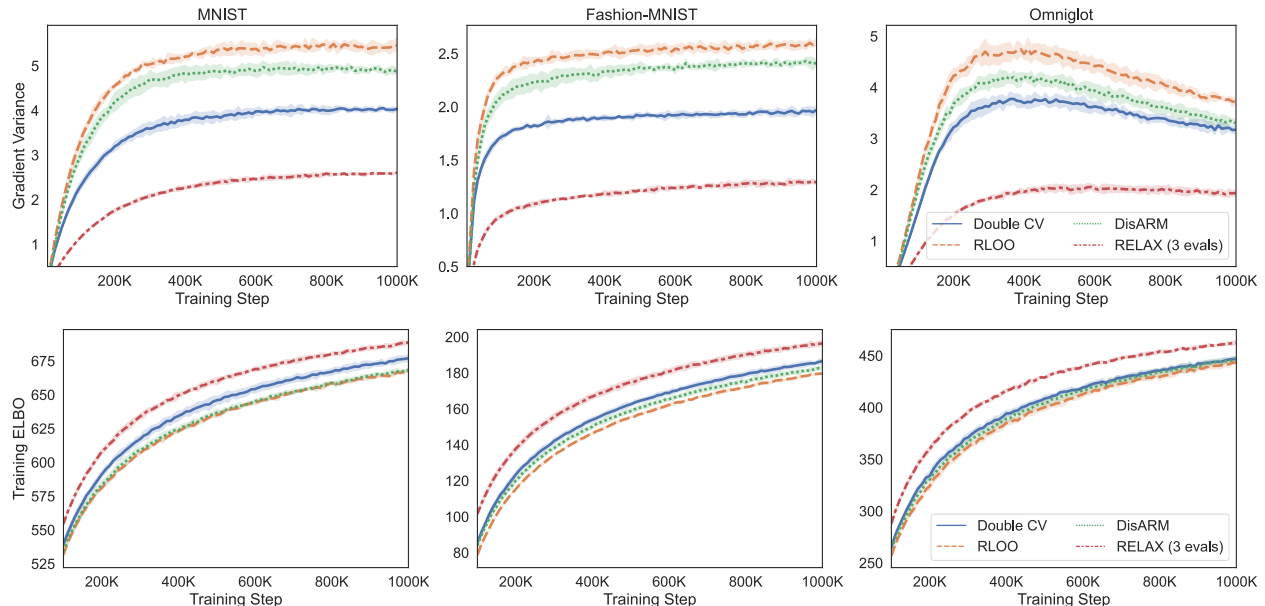 MNIST
Fashion-MNIST
Omniglot
Gradient Variance
5
4
3
2
1
200K 400K 600K 800K 1000K
Training Step
2.5
2.0
1.5
1.0
0.5
200K 400K 600K 800K 1000K
Training Step
5
4
3
2
1
Double CV
RLOO
DisARM
RELAX (3 evals)
200K 400K 600K 800K 1000K
Training Step
Training ELBO
675
650
625
600
575
550
525
200K 400K 600K 800K 1000K
Training Step
200
180
160
140
120
100
80
200K 400K 600K 800K 1000K
Training Step
450
400
350
300
250
Double CV
RLOO
DisARM
RELAX (3 evals)
200K 400K 600K 800K 1000K
Training Step